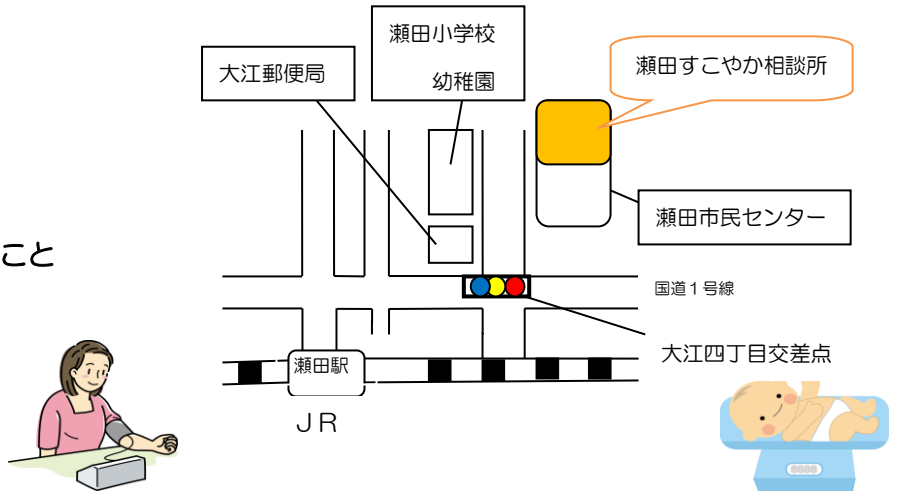 瀬田小学校
幼稚園
大江郵便局
瀬田すこやか相談所
瀬田市民センター
こと
国道１号線
大江四丁目交差点
瀬田駅
ＪＲ
8888